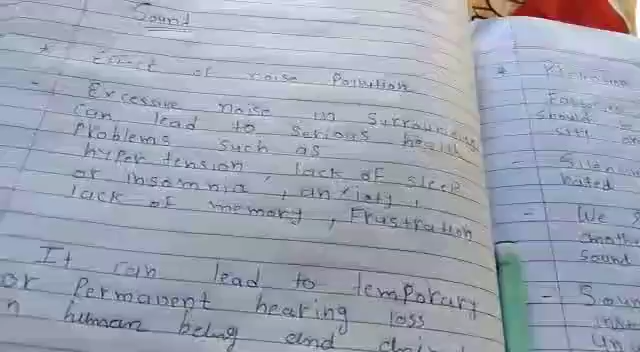 Sound
* Effect of noise Pollution
- Excessive noise in surroundings
can lead to serious health
Problems such as
hyper tension, lack of sleep
or insomnia, anxiety,
lack of memory, Frustration
It can lead to temporary
or Permanent hearing loss
human being and
should
- We
Sound
- Soun